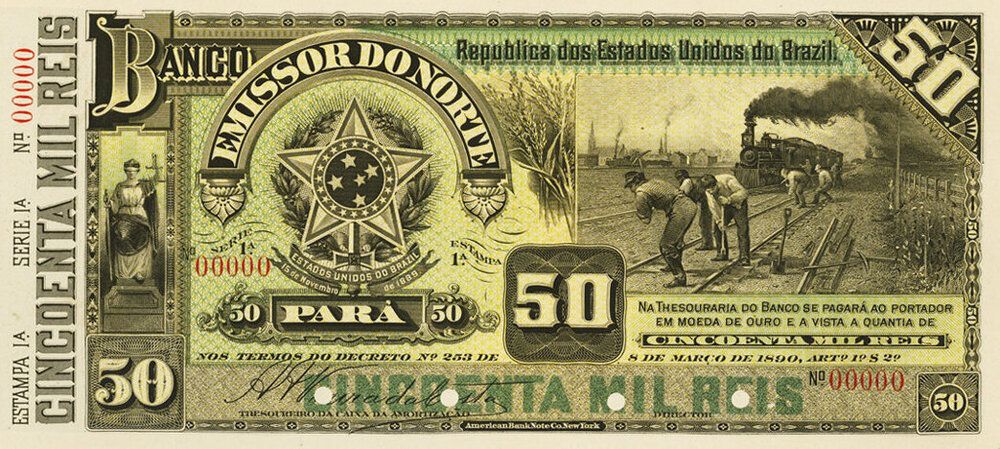 ESTAMPA 1A SERIE 1A Nº 00000
CINCOENTA MIL REIS
BANCO
EMISSOR DO NORTE
Republica dos Estados Unidos do Brazil.
50
SERIE 1ª
ESTAMPA 1ª
Nº 00000
ESTADOS UNIDOS DO BRAZIL
15 de Novembro de 1889
50 PARÁ 50
50
NA THESOURARIA DO BANCO SE PAGARÁ AO PORTADOR
EM MOEDA DE OURO E A VISTA A QUANTIA DE
CINCOENTA MIL REIS
NOS TERMOS DO DECRETO Nº 253 DE 8 DE MARCO DE 1890, ARTº 1º S 2º
50
CINCOENTA MIL REIS
Nº 00000
50
THESOUREIRO DA CAIXA DA AMORTIZAÇAO
DIRECTOR
American Bank Note Co. New York